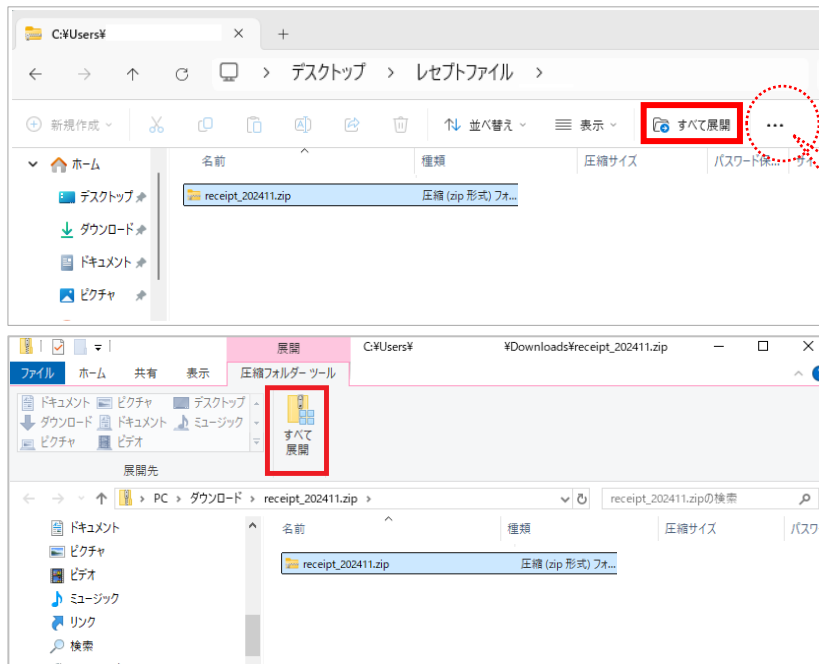 C:¥Users¥
デスクトップ > レセプトファイル >
新規作成 並べ替え 表示 すべて展開 ...
ホーム 名前 種類 圧縮サイズ パスワード保...
デスクトップ receipt_202411.zip 圧縮 (zip 形式) フォ...
ダウンロード
ドキュメント
ピクチャ
展開 C:¥Users¥ ¥Downloads¥receipt_202411.zip
ファイル ホーム 共有 表示 圧縮フォルダー ツール
ドキュメント ピクチャ デスクトップ
ダウンロード ドキュメント ミュージック
ピクチャ ビデオ
すべて
展開
展開先
> PC > ダウンロード > receipt_202411.zip > receipt_202411.zipの検索
ドキュメント 名前 種類 圧縮サイズ パスワ
ピクチャ receipt_202411.zip 圧縮 (zip 形式) フォ...
ビデオ
ミュージック
リンク
検索